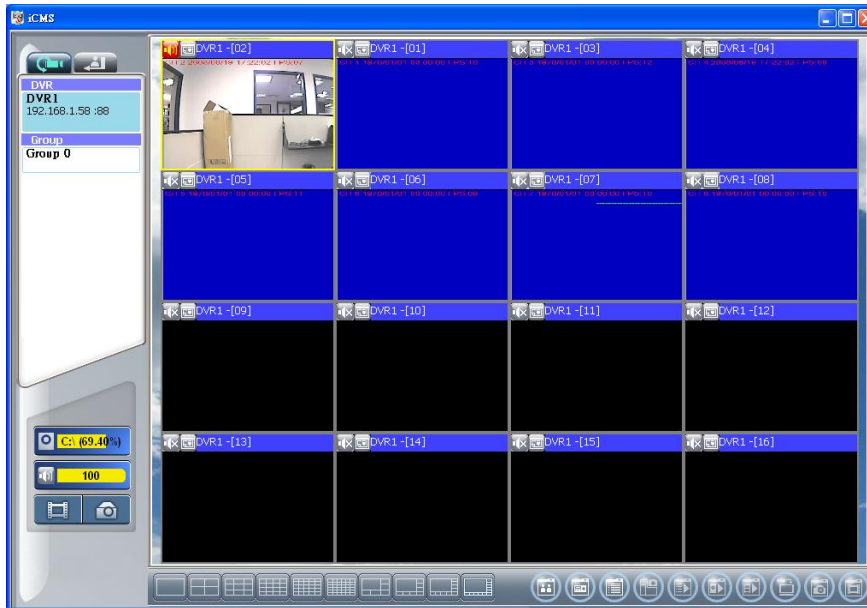 iCMS
DVR
DVR1
192.168.1.58 :88
Group
Group 0
C:\ (69.40%)
100
DVR1 -[02]
DVR1 -[01]
DVR1 -[03]
DVR1 -[04]
DVR1 -[05]
DVR1 -[06]
DVR1 -[07]
DVR1 -[08]
DVR1 -[09]
DVR1 -[10]
DVR1 -[11]
DVR1 -[12]
DVR1 -[13]
DVR1 -[14]
DVR1 -[15]
DVR1 -[16]